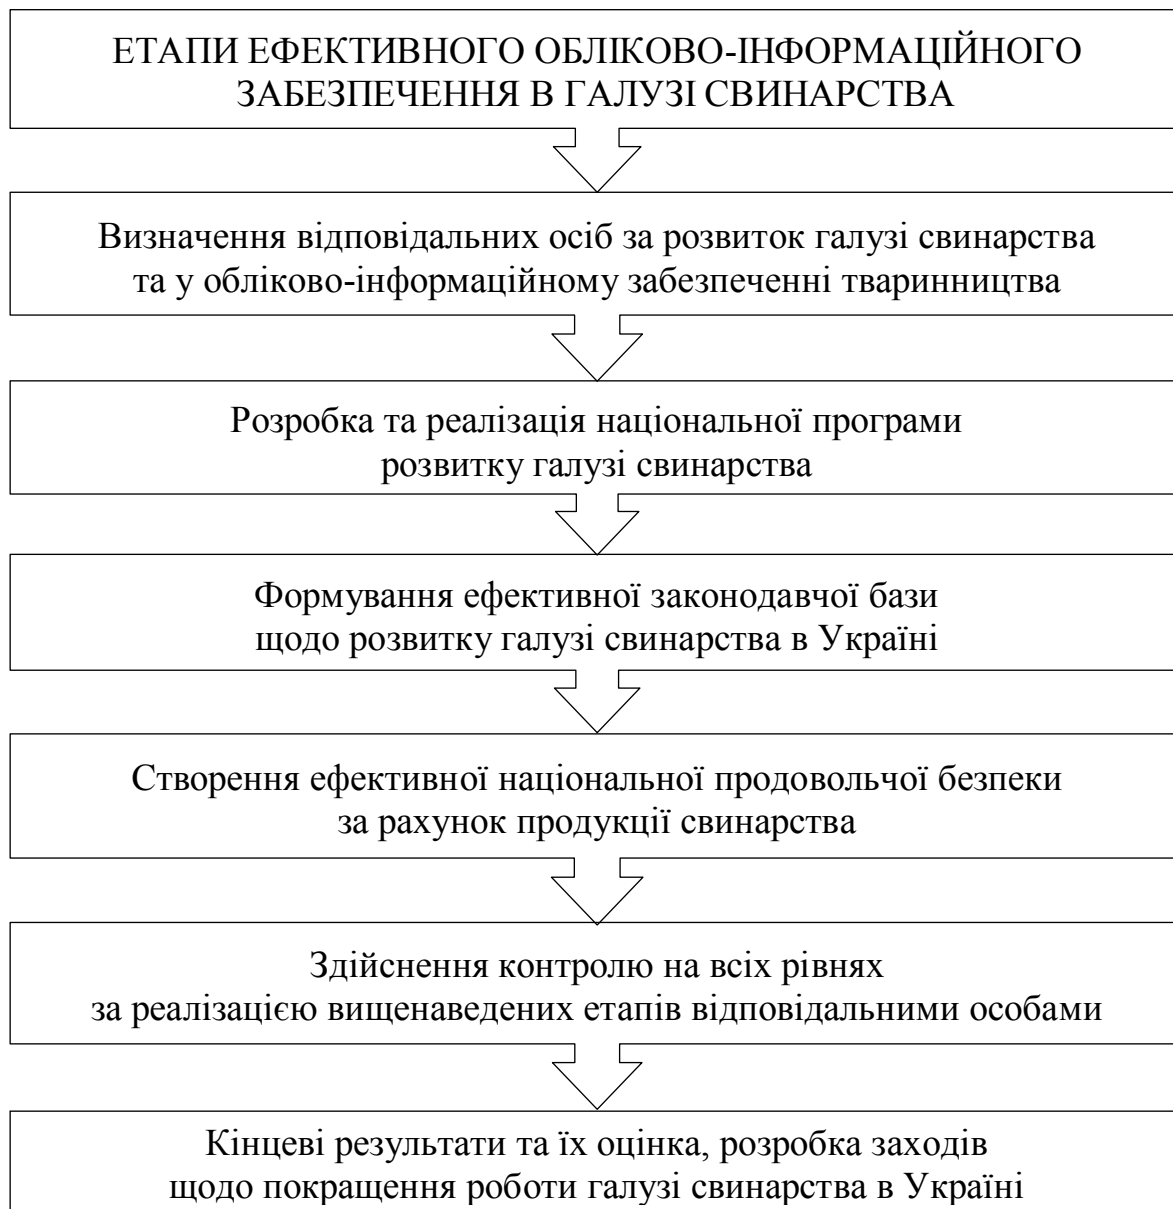 ЕТАПИ ЕФЕКТИВНОГО ОБЛІКОВО-ІНФОРМАЦІЙНОГО
ЗАБЕЗПЕЧЕННЯ В ГАЛУЗІ СВИНАРСТВА
Визначення відповідальних осіб за розвиток галузі свинарства
та у обліково-інформаційному забезпеченні тваринництва
Розробка та реалізація національної програми
розвитку галузі свинарства
Формування ефективної законодавчої бази
щодо розвитку галузі свинарства в Україні
Створення ефективної національної продовольчої безпеки
за рахунок продукції свинарства
Здійснення контролю на всіх рівнях
за реалізацією вищенаведених етапів відповідальними особами
Кінцеві результати та їх оцінка, розробка заходів
щодо покращення роботи галузі свинарства в Україні